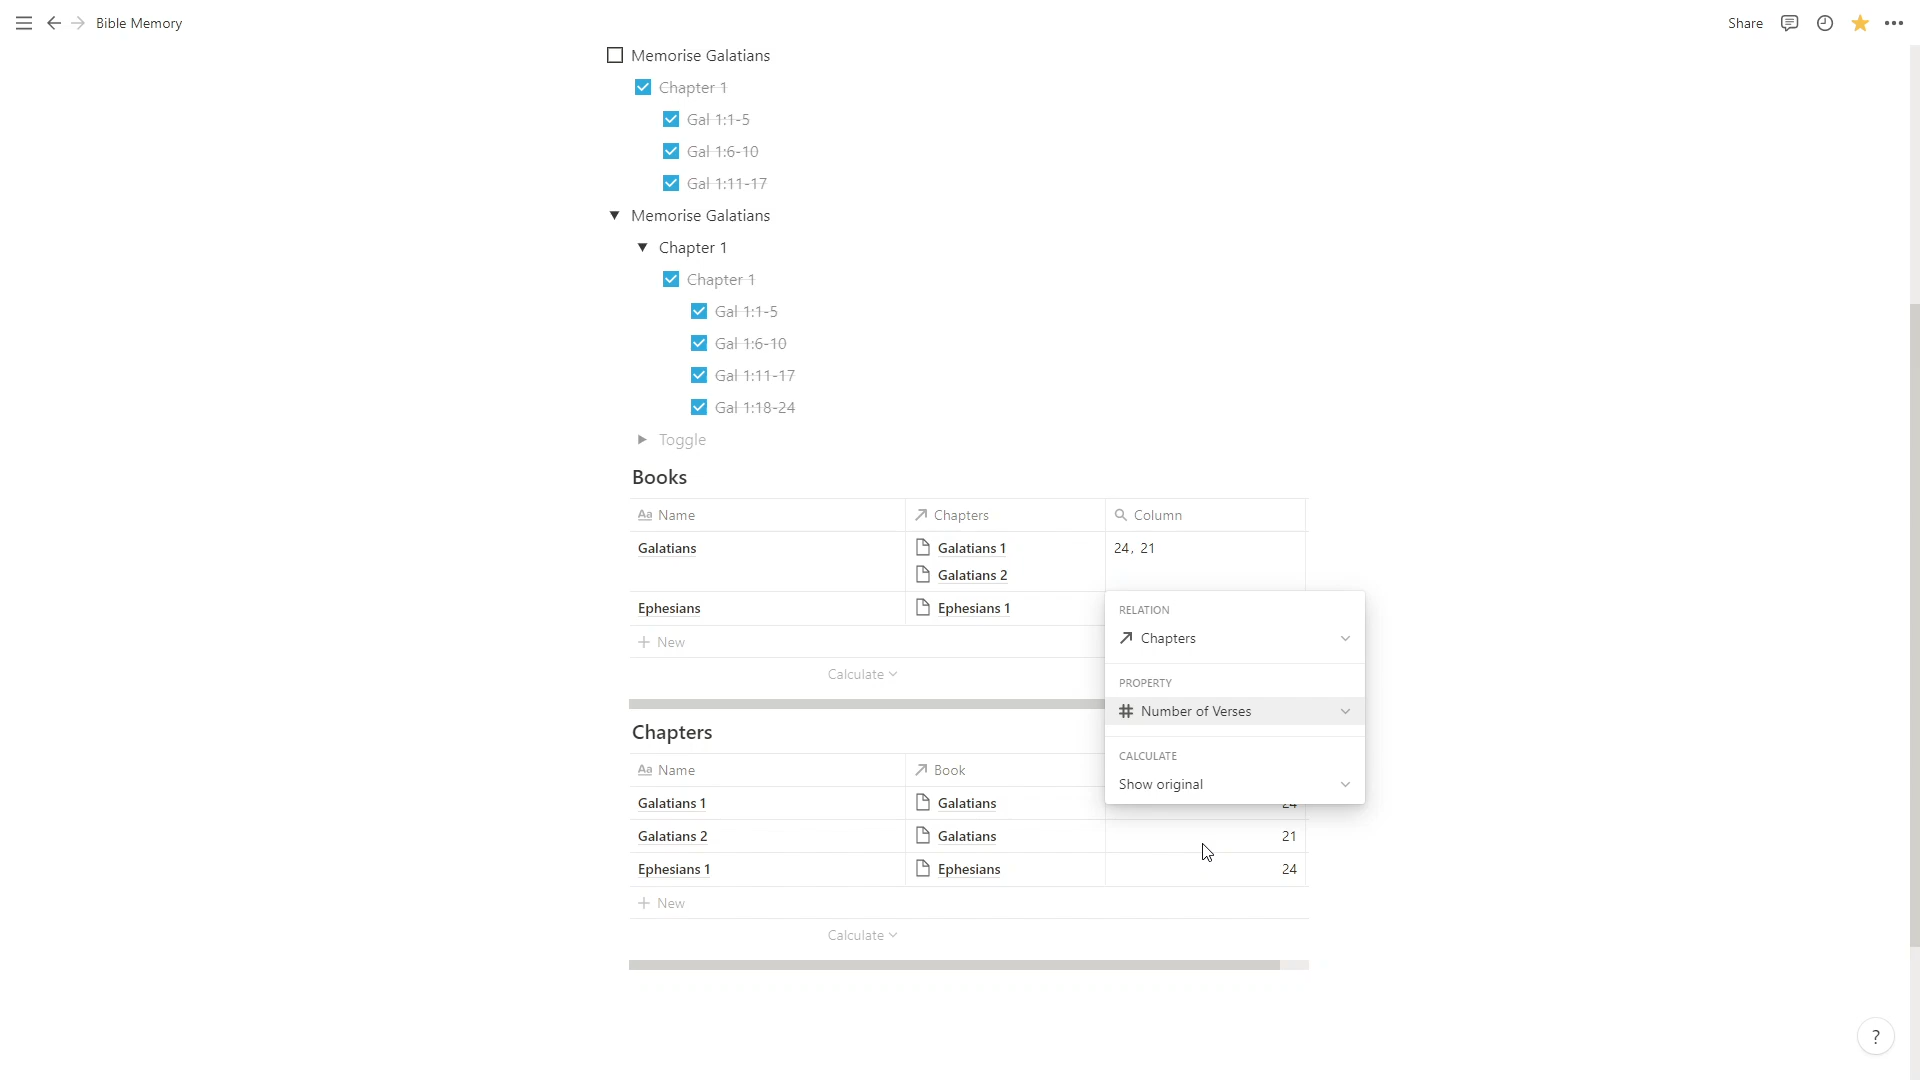 Bible Memory
Share
Memorise Galatians
Chapter 1
Gal 1:1-5
Gal 1:6-10
Gal 1:11-17
Memorise Galatians
Chapter 1
Chapter 1
Gal 1:1-5
Gal 1:6-10
Gal 1:11-17
Gal 1:18-24
Toggle
Books
Aa Name Chapters Column
Galatians Galatians 1 24, 21
Galatians 2
Ephesians Ephesians 1
+ New
Calculate
RELATION
Chapters
PROPERTY
# Number of Verses
CALCULATE
Show original
Chapters
Aa Name Book
Galatians 1 Galatians 24
Galatians 2 Galatians 21
Ephesians 1 Ephesians 24
+ New
Calculate
?